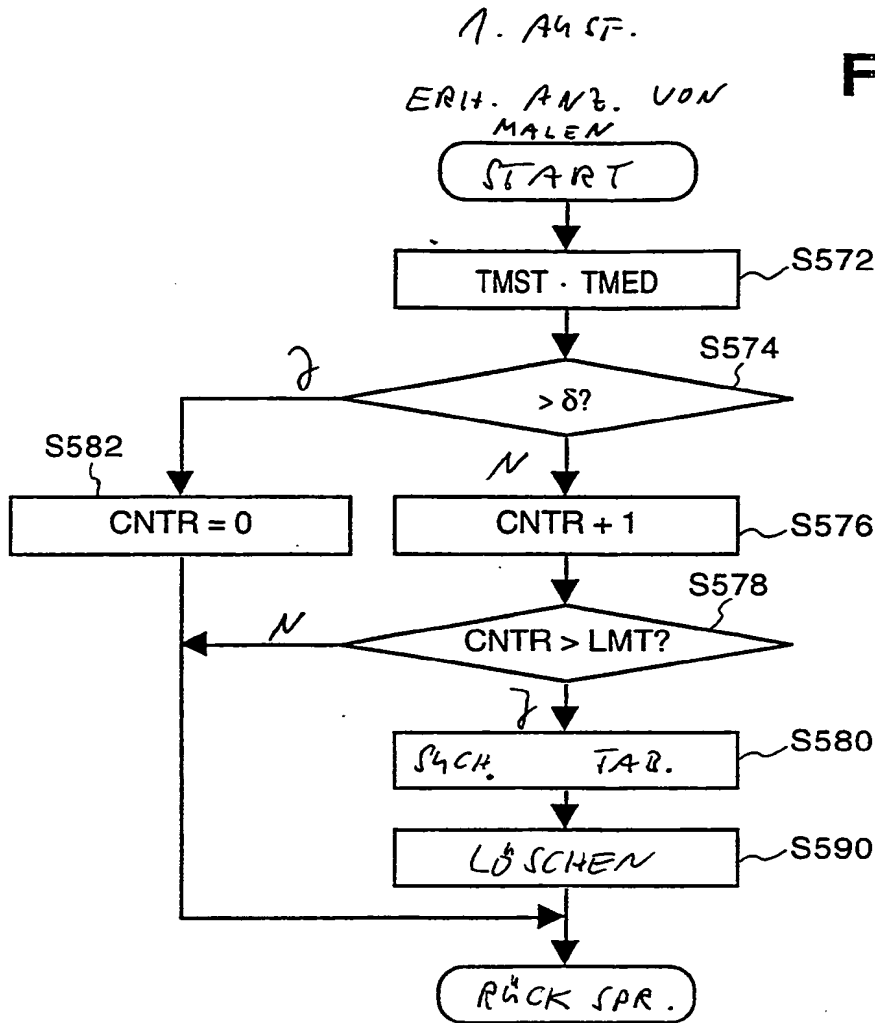 1. AUSF.
F
ERH. ANZ. VON
MALEN
START
TMST · TMED
S572
S574
J
> δ?
S582
N
CNTR = 0
CNTR + 1
S576
S578
N
CNTR > LMT?
J
SUCH. TAB.
S580
LÖSCHEN
S590
RÜCK SPR.